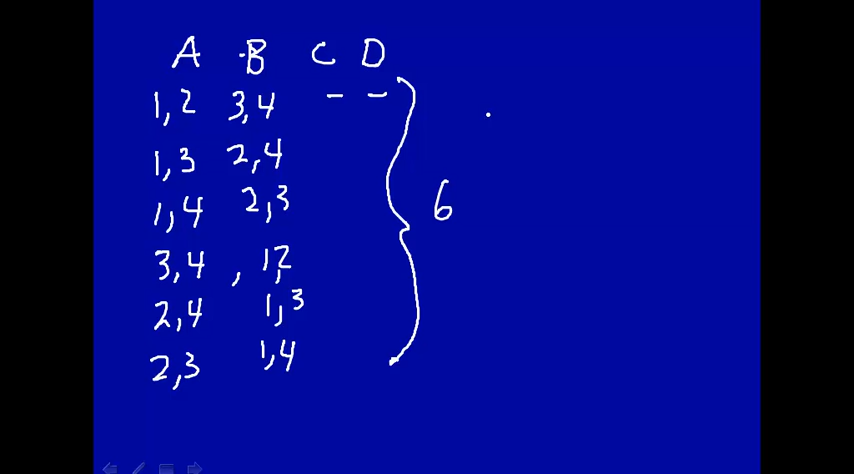 A B C D
1,2 3,4 – –
1,3 2,4
1,4 2,3 6
3,4 , 1,2
2,4 1,3
2,3 1,4